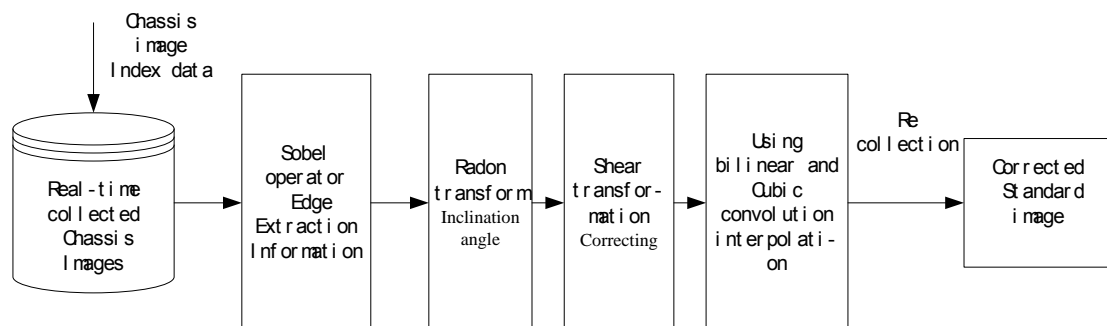 Chassis
image
Index data
Real-time
collected
Chassis
Images
Sobel
operator
Edge
Extraction
Information
Radon
transform
Inclination
angle
Shear
transfor-
mation
Correcting
Using
bilinear and
Cubic
convolution
interpolati-
on
Re
collection
Corrected
Standard
image